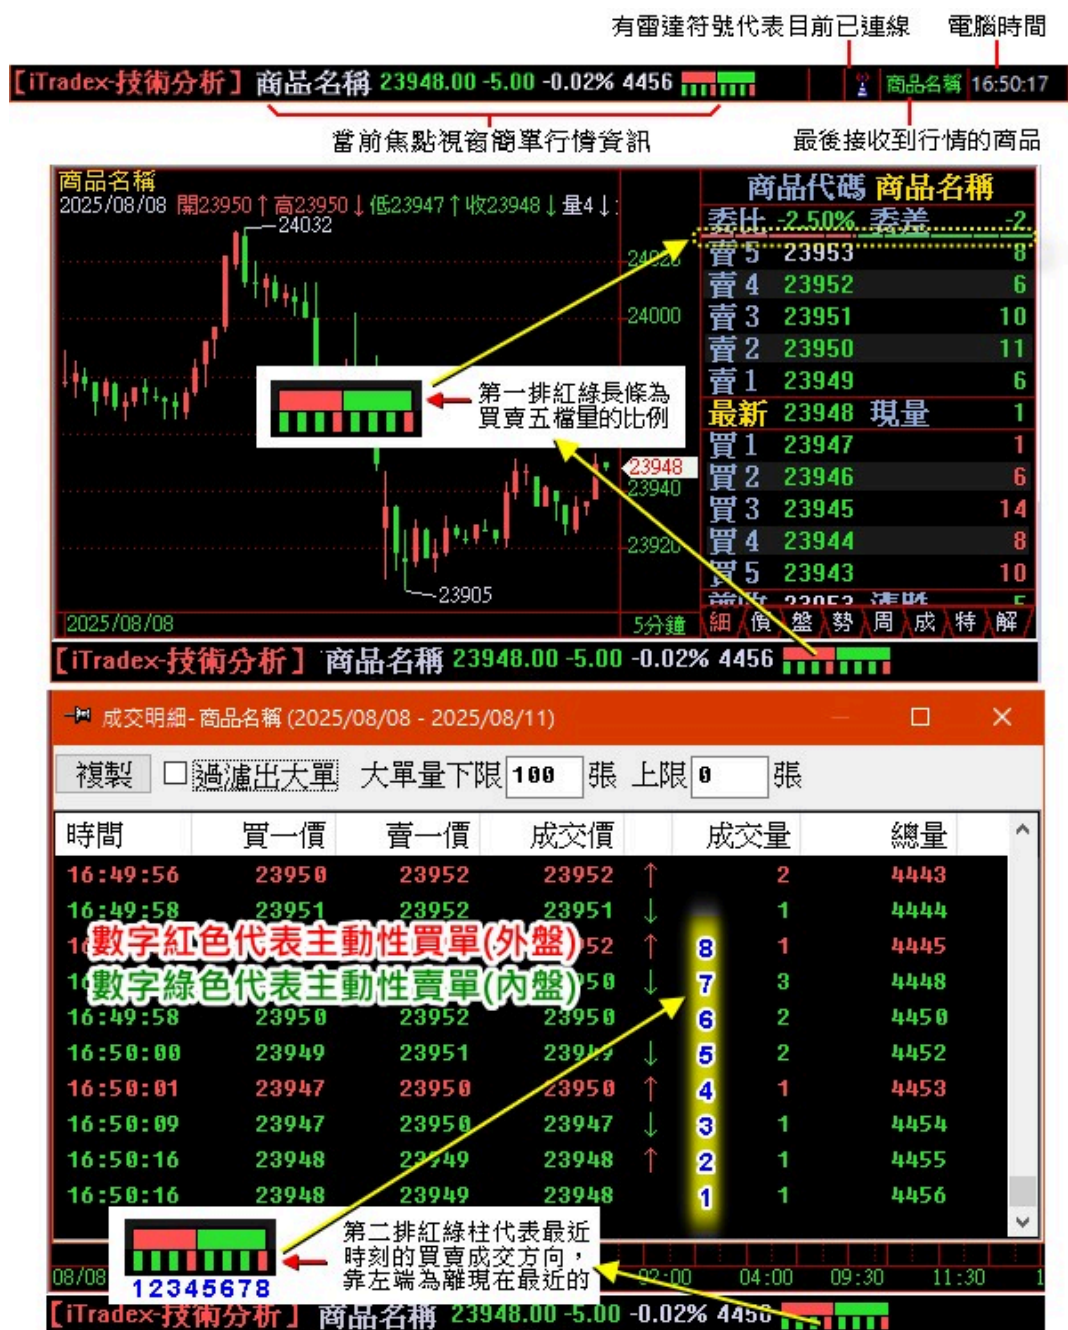 有雷達符號代表目前已連線 電腦時間
【iTradex-技術分析】 商品名稱 23948.00 -5.00 -0.02% 4456 商品名稱 16:50:17
當前焦點視窗簡單行情資訊 最後接收到行情的商品
商品名稱
2025/08/08 開23950↑高23950↓低23947↑收23948↓量4↓:
24032
24020
24000
23948
23940
23920
23905
2025/08/08 5分鐘
第一排紅綠長條為
買賣五檔量的比例
商品代碼 商品名稱
委比 -2.50% 委差 -2
賣5 23953 8
賣4 23952 6
賣3 23951 10
賣2 23950 11
賣1 23949 6
最新 23948 現量 1
買1 23947 1
買2 23946 6
買3 23945 14
買4 23944 8
買5 23943 10
前收 23953 漲跌 5
細 價 盤 勢 周 成 特 解
【iTradex-技術分析】 商品名稱 23948.00 -5.00 -0.02% 4456
成交明細-商品名稱 (2025/08/08 - 2025/08/11)
複製 過濾出大單 大單量下限 100 張 上限 0 張
時間 買一價 賣一價 成交價 成交量 總量
16:49:56 23950 23952 23952 ↑ 2 4443
16:49:58 23951 23952 23951 ↓ 1 4444
數字紅色代表主動性買單(外盤) 52 ↑ 8 1 4445
數字綠色代表主動性賣單(內盤) 50 ↓ 7 3 4448
16:49:58 23950 23952 23950 6 2 4450
16:50:00 23949 23951 23949 ↓ 5 2 4452
16:50:01 23947 23950 23950 ↑ 4 1 4453
16:50:09 23947 23950 23947 ↓ 3 1 4454
16:50:16 23948 23949 23948 ↑ 2 1 4455
16:50:16 23948 23949 23948 1 1 4456
第二排紅綠柱代表最近
時刻的買賣成交方向，
靠左端為離現在最近的
12345678
08/08 02:00 04:00 09:30 11:30 1
【iTradex-技術分析】 商品名稱 23948.00 -5.00 -0.02% 4456